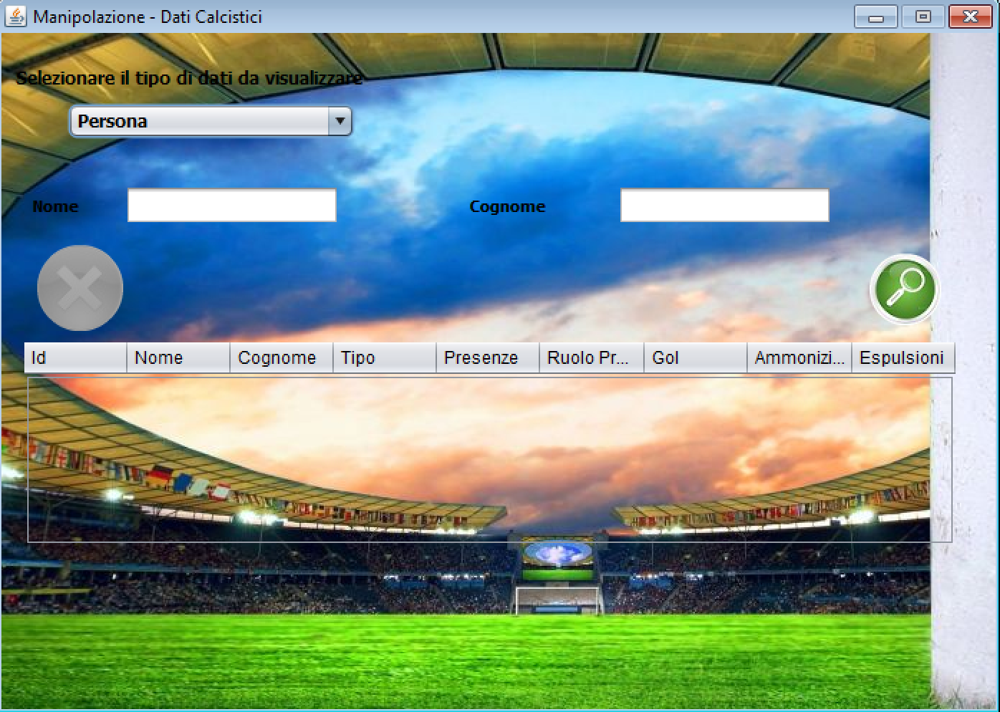 Manipolazione - Dati Calcistici
Selezionare il tipo di dati da visualizzare
Persona
Nome Cognome
Id Nome Cognome Tipo Presenze Ruolo Pr... Gol Ammonizi... Espulsioni